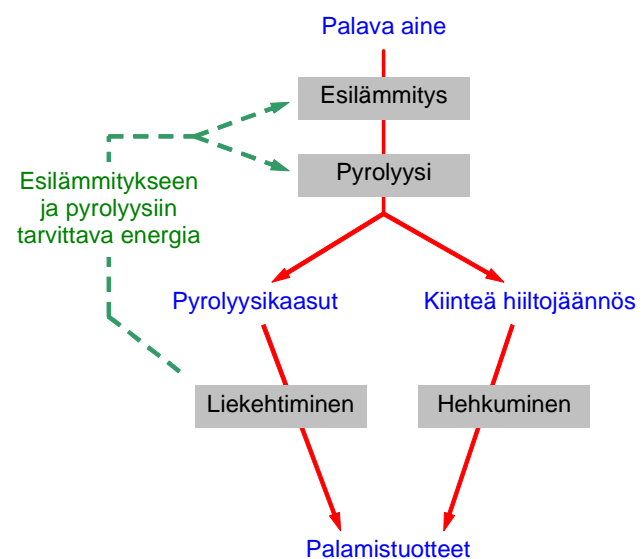 Palava aine
Esilämmitys
Pyrolyysi
Esilämmitykseen
ja pyrolyysiin
tarvittava energia
Pyrolyysikaasut
Kiinteä hiiltojäännös
Liekehtiminen
Hehkuminen
Palamistuotteet